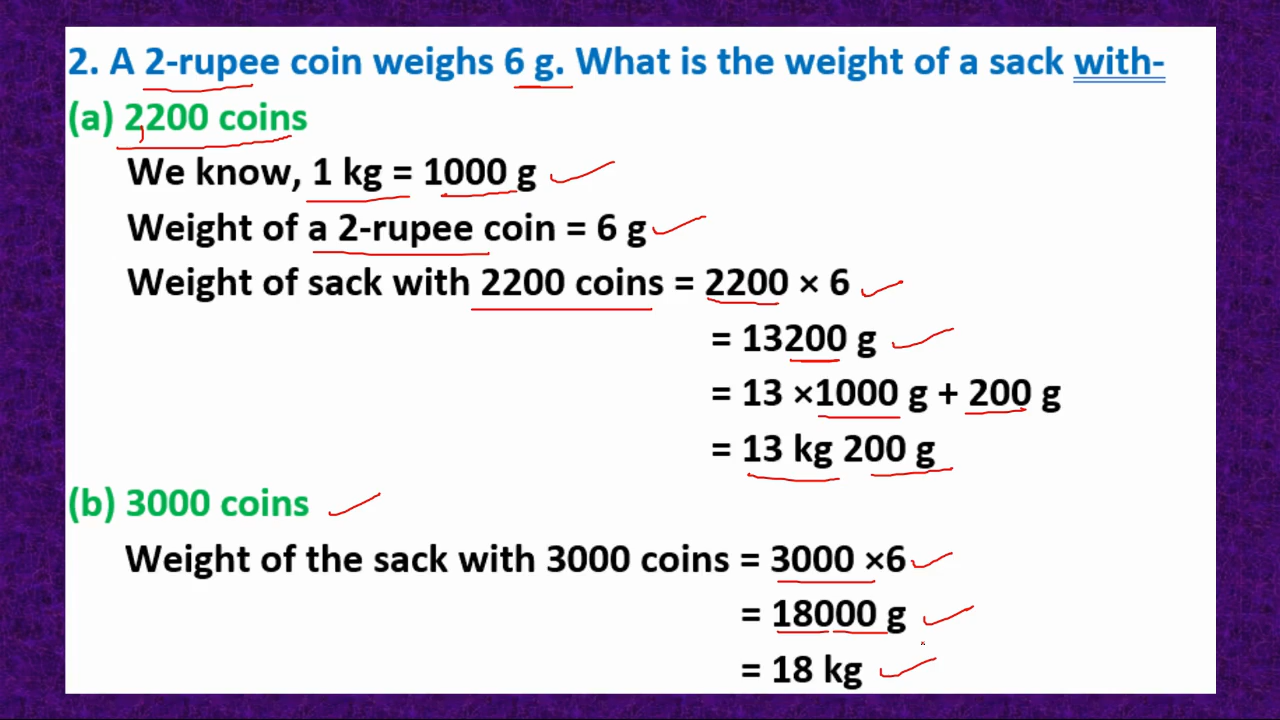 2. A 2-rupee coin weighs 6 g. What is the weight of a sack with-
(a) 2200 coins
We know, 1 kg = 1000 g
Weight of a 2-rupee coin = 6 g
Weight of sack with 2200 coins = 2200 × 6
= 13200 g
= 13 ×1000 g + 200 g
= 13 kg 200 g
(b) 3000 coins
Weight of the sack with 3000 coins = 3000 ×6
= 18000 g
= 18 kg